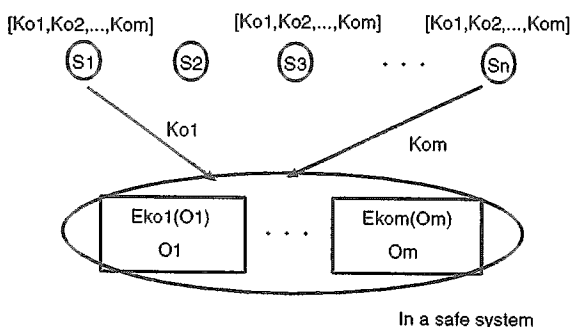 [Ko1,Ko2,...,Kom] [Ko1,Ko2,...,Kom] [Ko1,Ko2,...,Kom]
S1 S2 S3 . . . Sn
Ko1 Kom
Eko1(O1) Ekom(Om)
O1 . . . Om
In a safe system